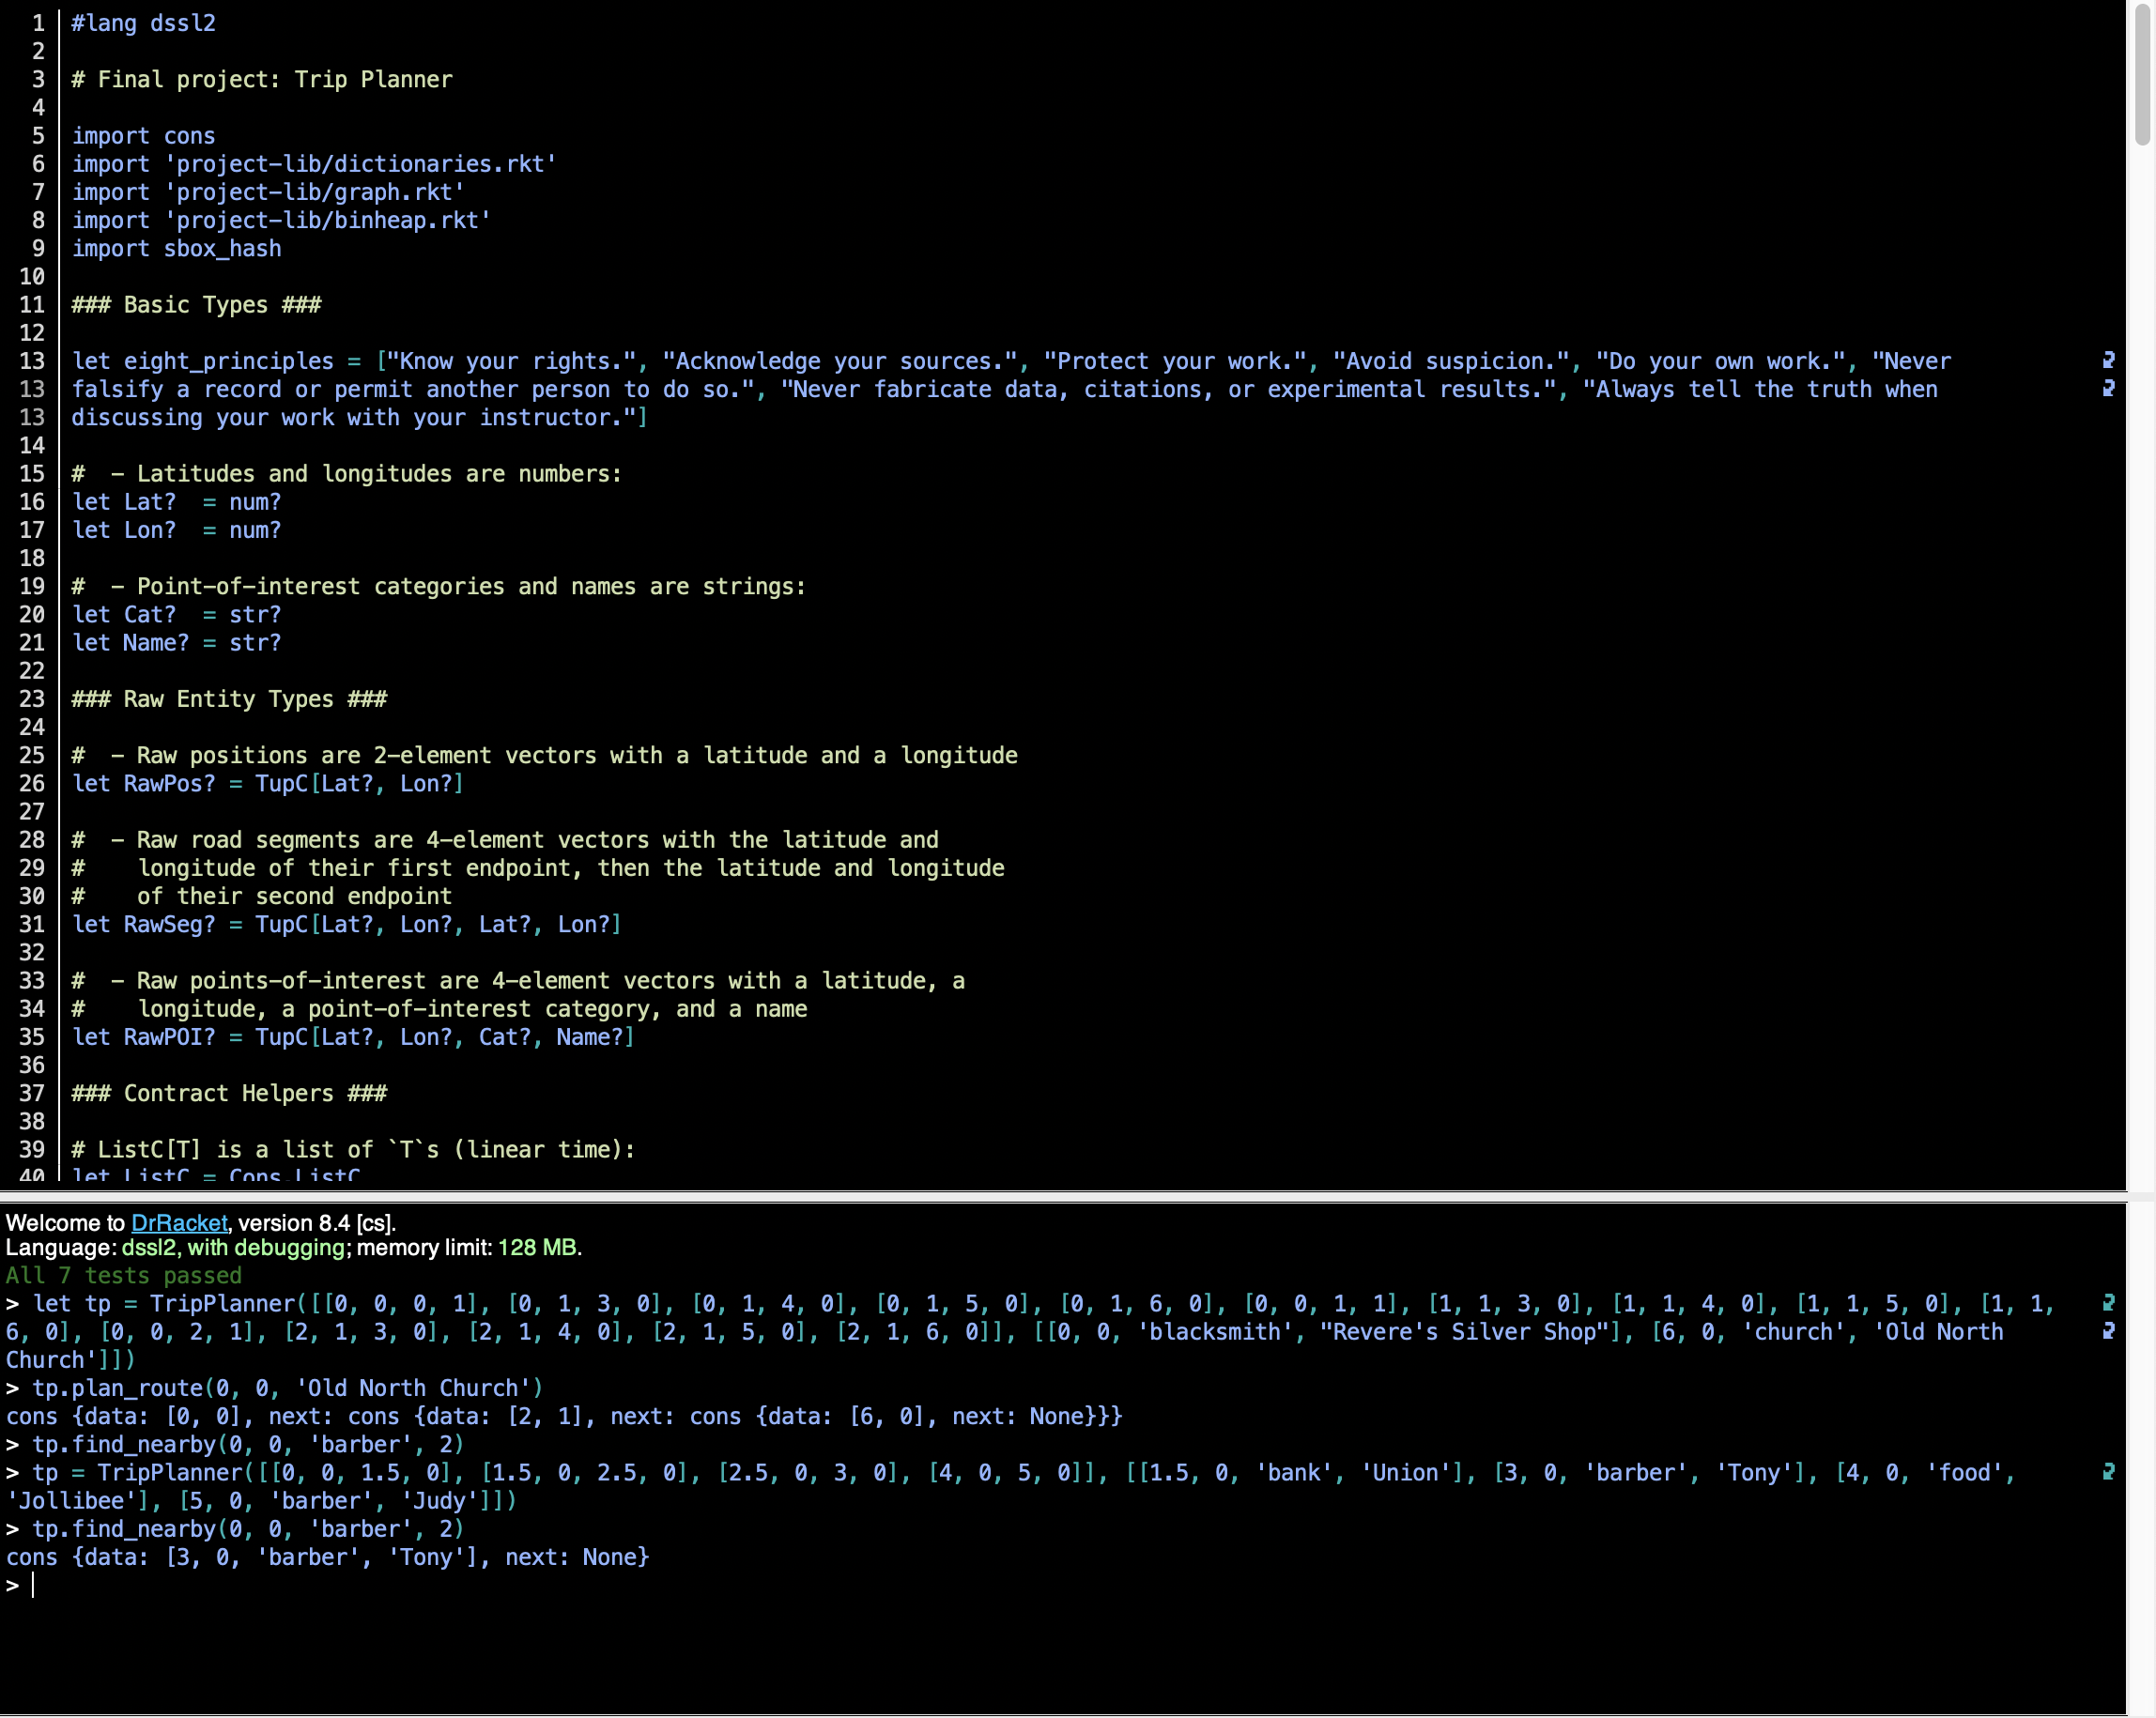 1 #lang dssl2
2
3 # Final project: Trip Planner
4
5 import cons
6 import 'project-lib/dictionaries.rkt'
7 import 'project-lib/graph.rkt'
8 import 'project-lib/binheap.rkt'
9 import sbox_hash
10
11 ### Basic Types ###
12
13 let eight_principles = ["Know your rights.", "Acknowledge your sources.", "Protect your work.", "Avoid suspicion.", "Do your own work.", "Never
13 falsify a record or permit another person to do so.", "Never fabricate data, citations, or experimental results.", "Always tell the truth when
13 discussing your work with your instructor."]
14
15 #  - Latitudes and longitudes are numbers:
16 let Lat?  = num?
17 let Lon?  = num?
18
19 #  - Point-of-interest categories and names are strings:
20 let Cat?  = str?
21 let Name? = str?
22
23 ### Raw Entity Types ###
24
25 #  - Raw positions are 2-element vectors with a latitude and a longitude
26 let RawPos? = TupC[Lat?, Lon?]
27
28 #  - Raw road segments are 4-element vectors with the latitude and
29 #    longitude of their first endpoint, then the latitude and longitude
30 #    of their second endpoint
31 let RawSeg? = TupC[Lat?, Lon?, Lat?, Lon?]
32
33 #  - Raw points-of-interest are 4-element vectors with a latitude, a
34 #    longitude, a point-of-interest category, and a name
35 let RawPOI? = TupC[Lat?, Lon?, Cat?, Name?]
36
37 ### Contract Helpers ###
38
39 # ListC[T] is a list of `T`s (linear time):
40 let ListC = Cons.ListC
Welcome to DrRacket, version 8.4 [cs].
Language: dssl2, with debugging; memory limit: 128 MB.
All 7 tests passed
> let tp = TripPlanner([[0, 0, 0, 1], [0, 1, 3, 0], [0, 1, 4, 0], [0, 1, 5, 0], [0, 1, 6, 0], [0, 0, 1, 1], [1, 1, 3, 0], [1, 1, 4, 0], [1, 1, 5, 0], [1, 1,
6, 0], [0, 0, 2, 1], [2, 1, 3, 0], [2, 1, 4, 0], [2, 1, 5, 0], [2, 1, 6, 0]], [[0, 0, 'blacksmith', "Revere's Silver Shop"], [6, 0, 'church', 'Old North
Church']])
> tp.plan_route(0, 0, 'Old North Church')
cons {data: [0, 0], next: cons {data: [2, 1], next: cons {data: [6, 0], next: None}}}
> tp.find_nearby(0, 0, 'barber', 2)
> tp = TripPlanner([[0, 0, 1.5, 0], [1.5, 0, 2.5, 0], [2.5, 0, 3, 0], [4, 0, 5, 0]], [[1.5, 0, 'bank', 'Union'], [3, 0, 'barber', 'Tony'], [4, 0, 'food',
'Jollibee'], [5, 0, 'barber', 'Judy']])
> tp.find_nearby(0, 0, 'barber', 2)
cons {data: [3, 0, 'barber', 'Tony'], next: None}
>